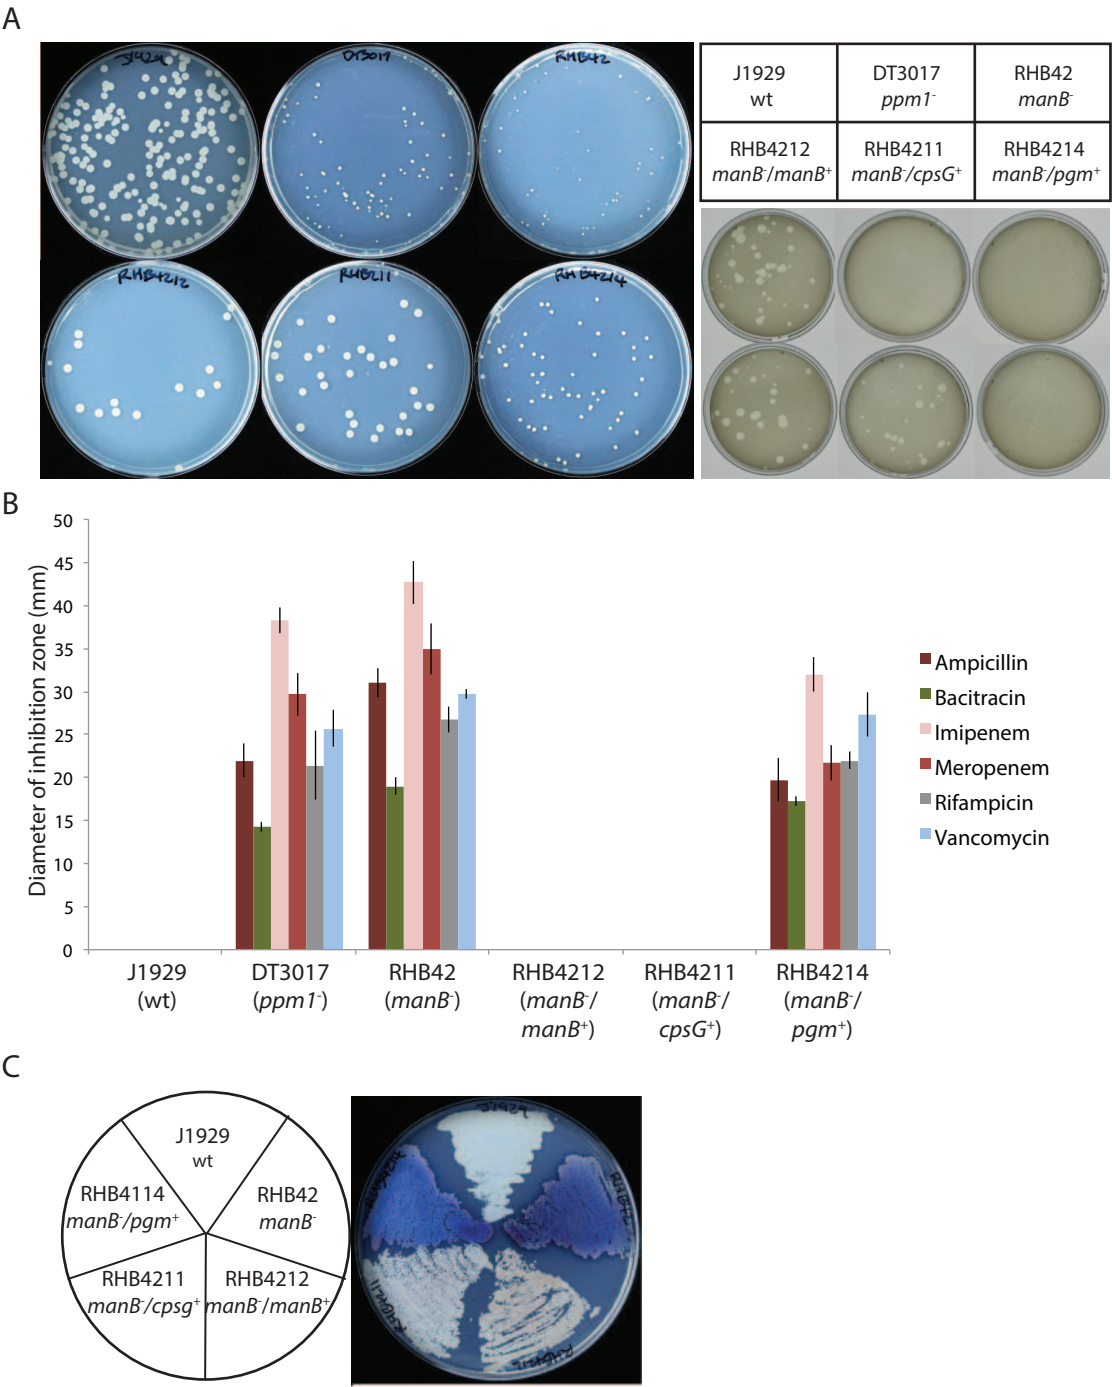 A
J1929
DT3017
RHB42
RHB4212
RHB211
RHB4214
J1929
wt
DT3017
ppm1⁻
RHB42
manB⁻
RHB4212
manB⁻/manB⁺
RHB4211
manB⁻/cpsG⁺
RHB4214
manB⁻/pgm⁺
B
Diameter of inhibition zone (mm)
50
45
40
35
30
25
20
15
10
5
0
J1929
(wt)
DT3017
(ppm1⁻)
RHB42
(manB⁻)
RHB4212
(manB⁻/
manB⁺)
RHB4211
(manB⁻/
cpsG⁺)
RHB4214
(manB⁻/
pgm⁺)
Ampicillin
Bacitracin
Imipenem
Meropenem
Rifampicin
Vancomycin
C
J1929
wt
RHB4114
manB⁻/pgm⁺
RHB42
manB⁻
RHB4211
manB⁻/cpsg⁺
RHB4212
manB⁻/manB⁺
J1929
RHB4214
RHB42
RHB4211
RHB4212